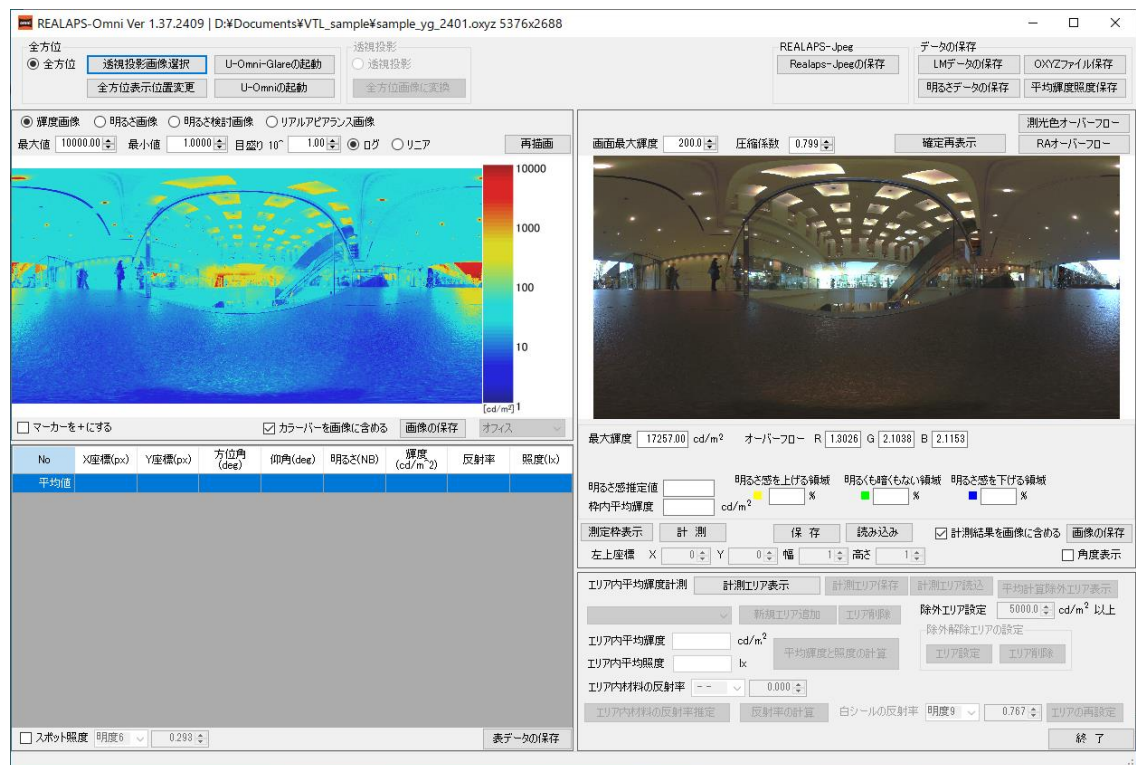 REALAPS-Omni Ver 1.37.2409 | D:¥Documents¥VTL_sample¥sample_yg_2401.oxyz 5376x2688
全方位
全方位 透視投影画像選択 U-Omni-Glareの起動
全方位表示位置変更 U-Omniの起動
透視投影
透視投影
全方位画像に変換
REALAPS-Jpeg
Realaps-Jpegの保存
データの保存
LMデータの保存 OXYZファイル保存
明るさデータの保存 平均輝度照度保存
輝度画像 明るさ画像 明るさ検討画像 リアルアピアランス画像
最大値 10000.00 最小値 1.0000 目盛り 10^ 1.00 ログ リニア 再描画
10000
1000
100
10
1
[cd/m²]
マーカーを+にする カラーバーを画像に含める 画像の保存 オフィス
No X座標(px) Y座標(px) 方位角(deg) 仰角(deg) 明るさ(NB) 輝度(cd/m^2) 反射率 照度(lx)
平均値
スポット照度 明度6 0.293 表データの保存
測光色オーバーフロー
画面最大輝度 200.0 圧縮係数 0.799 確定再表示 RAオーバーフロー
最大輝度 17257.00 cd/m² オーバーフロー R 1.3026 G 2.1038 B 2.1153
明るさ感推定値 明るさ感を上げる領域 明るくも暗くもない領域 明るさ感を下げる領域
% % %
枠内平均輝度 cd/m²
測定枠表示 計 測 保 存 読み込み 計測結果を画像に含める 画像の保存
左上座標 X 0 Y 0 幅 1 高さ 1 角度表示
エリア内平均輝度計測 計測エリア表示 計測エリア保存 計測エリア読込 平均計算除外エリア表示
新規エリア追加 エリア削除 除外エリア設定 5000.0 cd/m² 以上
除外解除エリアの設定
エリア内平均輝度 cd/m² 平均輝度と照度の計算 エリア設定 エリア削除
エリア内平均照度 lx
エリア内材料の反射率 -- 0.000
エリア内材料の反射率推定 反射率の計算 白シールの反射率 明度9 0.767 エリアの再設定
終 了